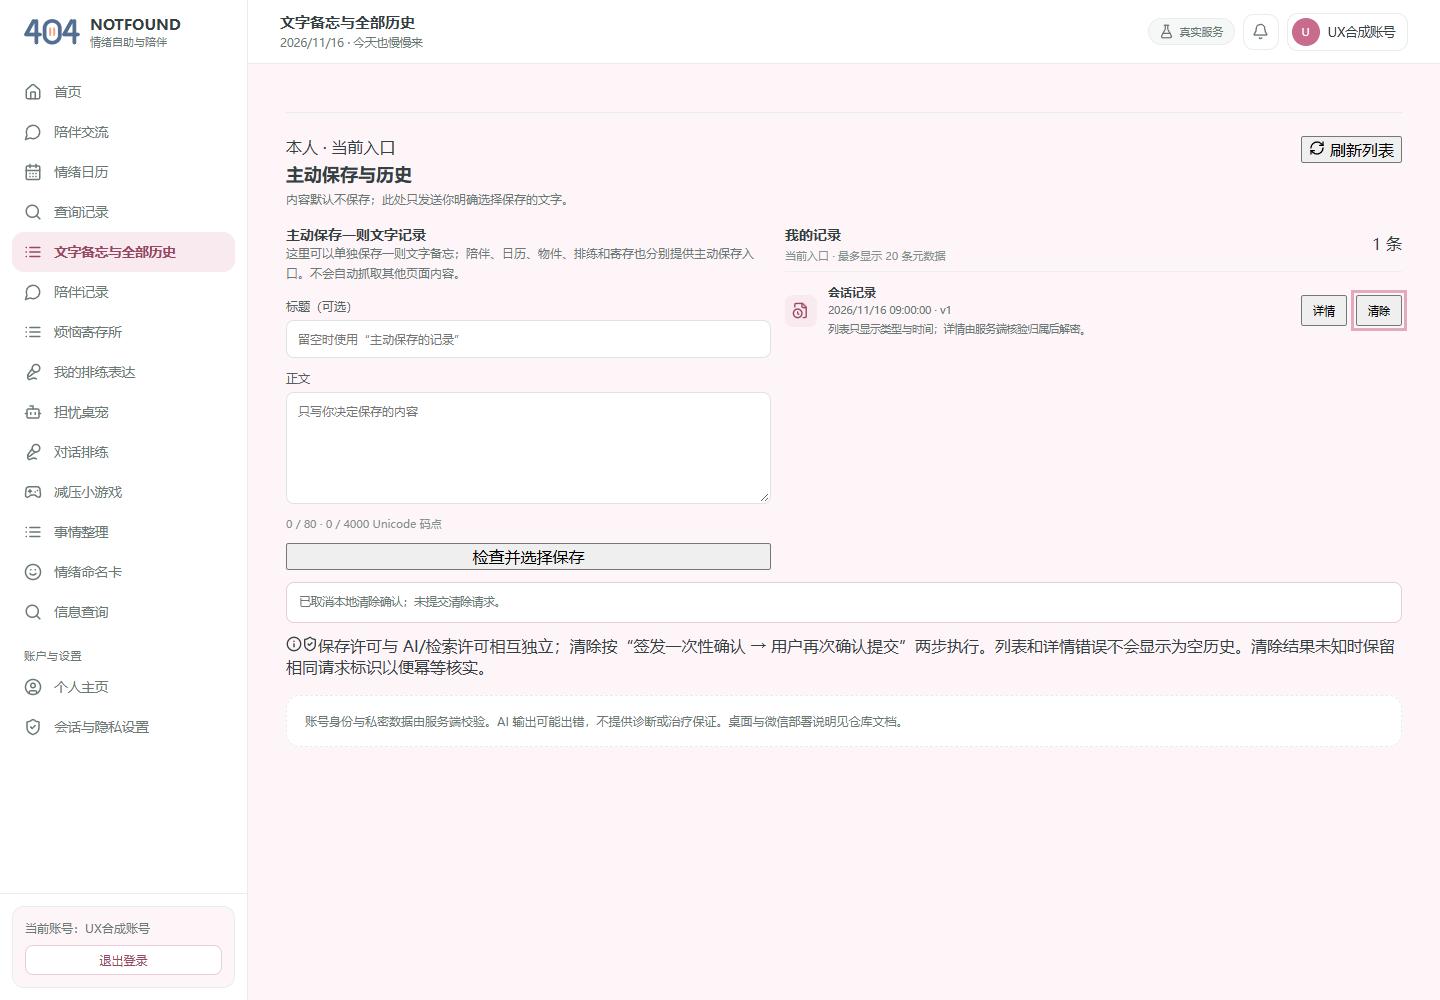 404 NOTFOUND
情绪自助与陪伴
首页
陪伴交流
情绪日历
查询记录
文字备忘与全部历史
陪伴记录
烦恼寄存所
我的排练表达
担忧桌宠
对话排练
减压小游戏
事情整理
情绪命名卡
信息查询
账户与设置
个人主页
会话与隐私设置
当前账号：UX合成账号
退出登录
文字备忘与全部历史
2026/11/16 · 今天也慢慢来
真实服务
U UX合成账号
本人 · 当前入口
主动保存与历史
内容默认不保存；此处只发送你明确选择保存的文字。
刷新列表
主动保存一则文字记录
这里可以单独保存一则文字备忘；陪伴、日历、物件、排练和寄存也分别提供主动保存入
口。不会自动抓取其他页面内容。
标题（可选）
留空时使用“主动保存的记录”
正文
只写你决定保存的内容
0 / 80 · 0 / 4000 Unicode 码点
检查并选择保存
我的记录
当前入口 · 最多显示 20 条元数据
1 条
会话记录
2026/11/16 09:00:00 · v1
列表只显示类型与时间；详情由服务端核验归属后解密。
详情
清除
已取消本地清除确认；未提交清除请求。
保存许可与 AI/检索许可相互独立；清除按“签发一次性确认 → 用户再次确认提交”两步执行。列表和详情错误不会显示为空历史。清除结果未知时保留
相同请求标识以便幂等核实。
账号身份与私密数据由服务端校验。AI 输出可能出错，不提供诊断或治疗保证。桌面与微信部署说明见仓库文档。